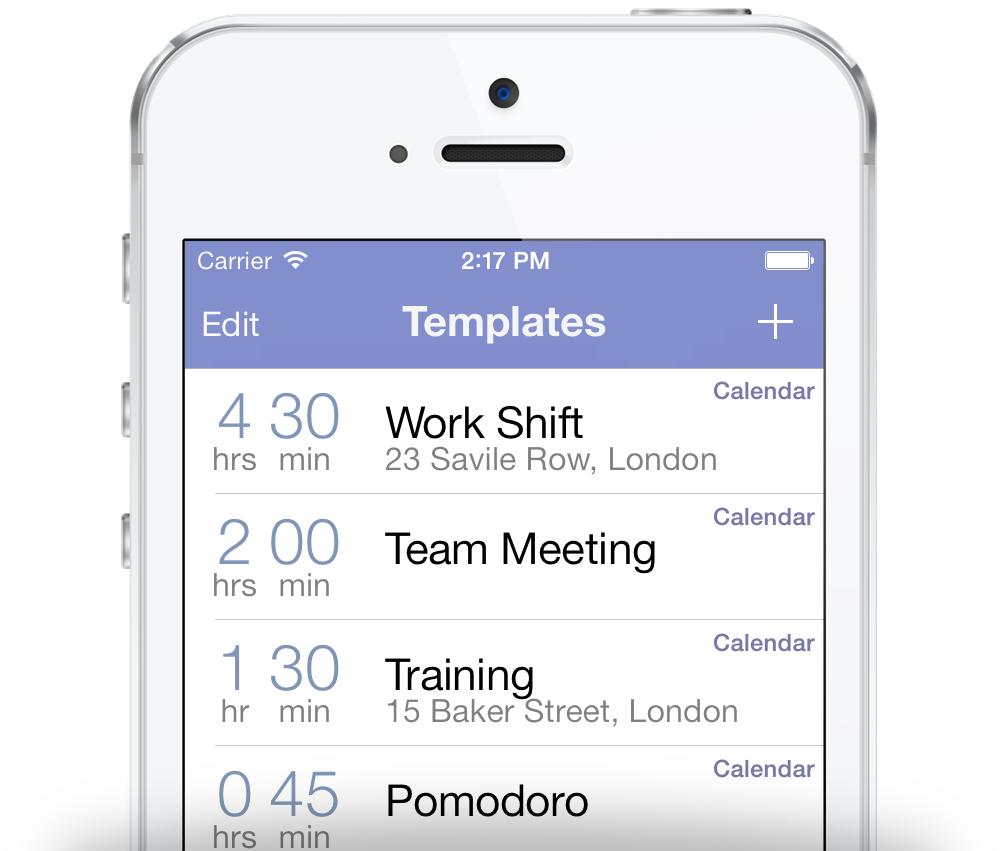 Carrier 2:17 PM
Edit Templates +
Calendar
4 30 Work Shift
hrs min 23 Savile Row, London
Calendar
2 00 Team Meeting
hrs min
Calendar
1 30 Training
hr min 15 Baker Street, London
Calendar
0 45 Pomodoro
hrs min